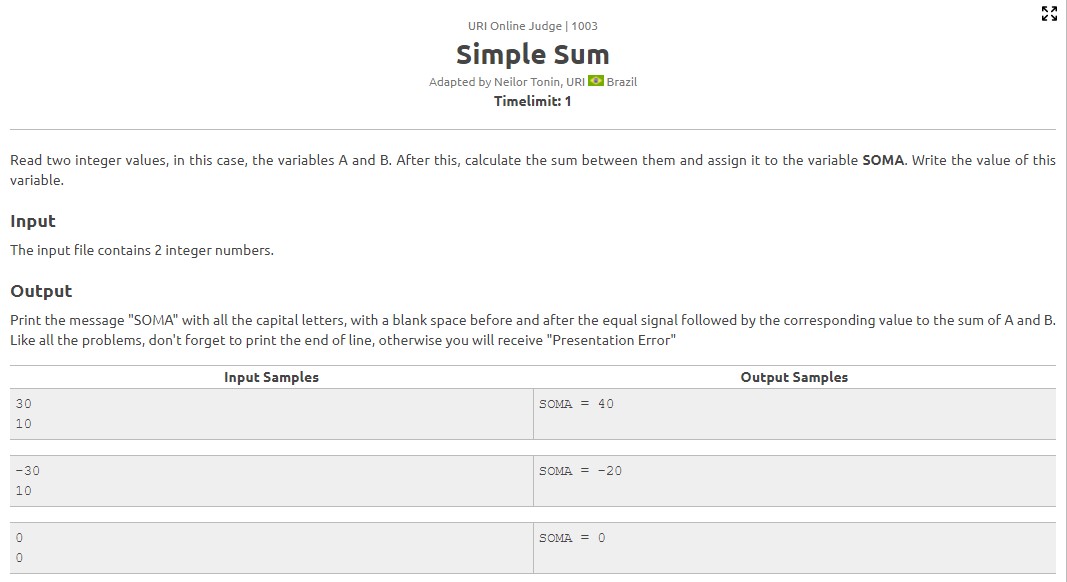 URI Online Judge | 1003
Simple Sum
Adapted by Neilor Tonin, URI Brazil
Timelimit: 1
Read two integer values, in this case, the variables A and B. After this, calculate the sum between them and assign it to the variable SOMA. Write the value of this
variable.
Input
The input file contains 2 integer numbers.
Output
Print the message "SOMA" with all the capital letters, with a blank space before and after the equal signal followed by the corresponding value to the sum of A and B.
Like all the problems, don't forget to print the end of line, otherwise you will receive "Presentation Error"
Input Samples Output Samples
30 SOMA = 40
10
-30 SOMA = -20
10
0 SOMA = 0
0